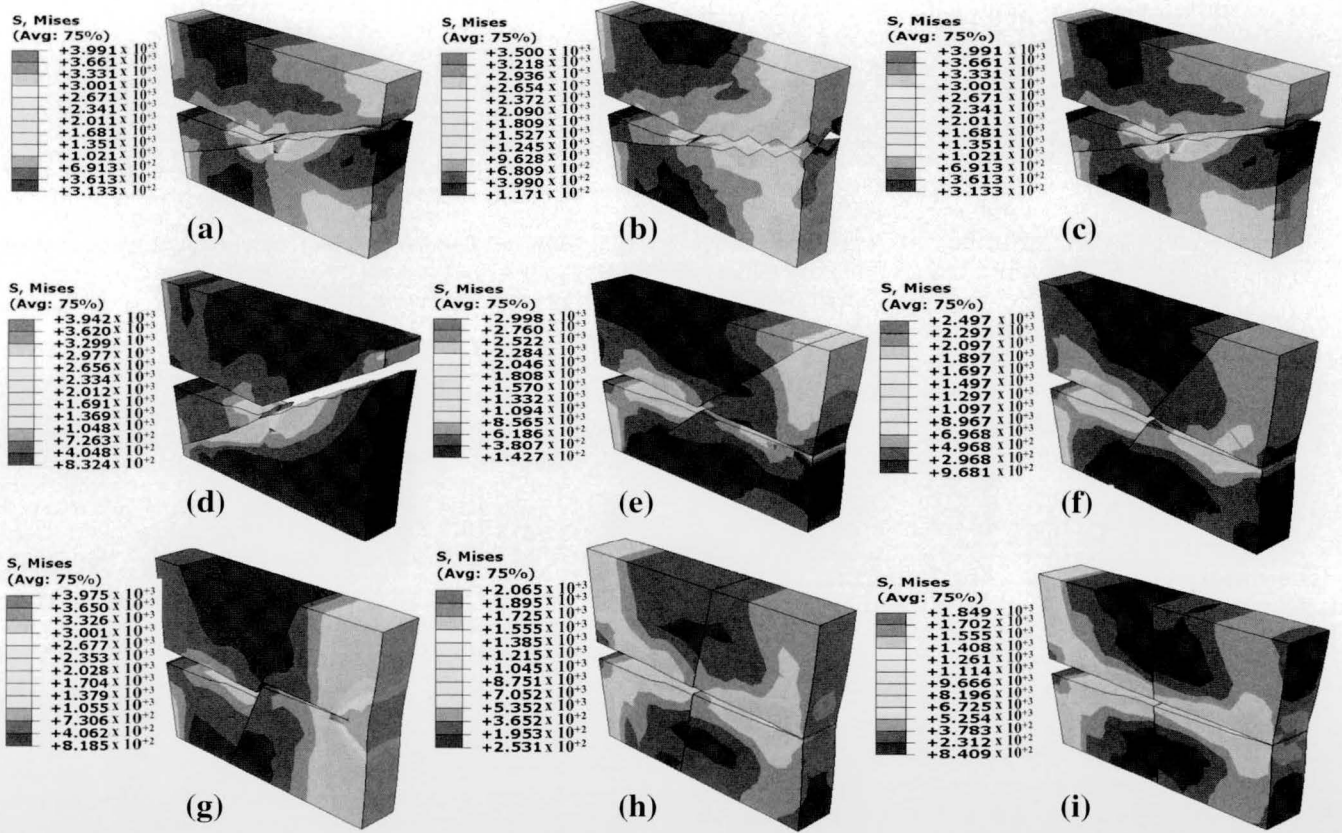 S, Mises
(Avg: 75%)
+3.991 x 10⁺³
+3.661 x 10⁺³
+3.331 x 10⁺³
+3.001 x 10⁺³
+2.671 x 10⁺³
+2.341 x 10⁺³
+2.011 x 10⁺³
+1.681 x 10⁺³
+1.351 x 10⁺³
+1.021 x 10⁺³
+6.913 x 10⁺²
+3.613 x 10⁺²
+3.133 x 10⁺²
(a)
S, Mises
(Avg: 75%)
+3.500 x 10⁺³
+3.218 x 10⁺³
+2.936 x 10⁺³
+2.654 x 10⁺³
+2.372 x 10⁺³
+2.090 x 10⁺³
+1.809 x 10⁺³
+1.527 x 10⁺³
+1.245 x 10⁺³
+9.628 x 10⁺²
+6.809 x 10⁺²
+3.990 x 10⁺²
+1.171 x 10⁺²
(b)
S, Mises
(Avg: 75%)
+3.991 x 10⁺³
+3.661 x 10⁺³
+3.331 x 10⁺³
+3.001 x 10⁺³
+2.671 x 10⁺³
+2.341 x 10⁺³
+2.011 x 10⁺³
+1.681 x 10⁺³
+1.351 x 10⁺³
+1.021 x 10⁺³
+6.913 x 10⁺²
+3.613 x 10⁺²
+3.133 x 10⁺²
(c)
S, Mises
(Avg: 75%)
+3.942 x 10⁺³
+3.620 x 10⁺³
+3.299 x 10⁺³
+2.977 x 10⁺³
+2.656 x 10⁺³
+2.334 x 10⁺³
+2.012 x 10⁺³
+1.691 x 10⁺³
+1.369 x 10⁺³
+1.048 x 10⁺³
+7.263 x 10⁺²
+4.048 x 10⁺²
+8.324 x 10⁺²
(d)
S, Mises
(Avg: 75%)
+2.998 x 10⁺³
+2.760 x 10⁺³
+2.522 x 10⁺³
+2.284 x 10⁺³
+2.046 x 10⁺³
+1.808 x 10⁺³
+1.570 x 10⁺³
+1.332 x 10⁺³
+1.094 x 10⁺³
+8.565 x 10⁺²
+6.186 x 10⁺²
+3.807 x 10⁺²
+1.427 x 10⁺²
(e)
S, Mises
(Avg: 75%)
+2.497 x 10⁺³
+2.297 x 10⁺³
+2.097 x 10⁺³
+1.897 x 10⁺³
+1.697 x 10⁺³
+1.497 x 10⁺³
+1.297 x 10⁺³
+1.097 x 10⁺³
+8.967 x 10⁺²
+6.968 x 10⁺²
+4.968 x 10⁺²
+2.968 x 10⁺²
+9.681 x 10⁺²
(f)
S, Mises
(Avg: 75%)
+3.975 x 10⁺³
+3.650 x 10⁺³
+3.326 x 10⁺³
+3.001 x 10⁺³
+2.677 x 10⁺³
+2.353 x 10⁺³
+2.028 x 10⁺³
+1.704 x 10⁺³
+1.379 x 10⁺³
+1.055 x 10⁺³
+7.306 x 10⁺²
+4.062 x 10⁺²
+8.185 x 10⁺²
(g)
S, Mises
(Avg: 75%)
+2.065 x 10⁺³
+1.895 x 10⁺³
+1.725 x 10⁺³
+1.555 x 10⁺³
+1.385 x 10⁺³
+1.215 x 10⁺³
+1.045 x 10⁺³
+8.751 x 10⁺²
+7.052 x 10⁺²
+5.352 x 10⁺²
+3.652 x 10⁺²
+1.953 x 10⁺²
+2.531 x 10⁺²
(h)
S, Mises
(Avg: 75%)
+1.849 x 10⁺³
+1.702 x 10⁺³
+1.555 x 10⁺³
+1.408 x 10⁺³
+1.261 x 10⁺³
+1.114 x 10⁺³
+9.666 x 10⁺²
+8.196 x 10⁺²
+6.725 x 10⁺²
+5.254 x 10⁺²
+3.783 x 10⁺²
+2.312 x 10⁺²
+8.409 x 10⁺²
(i)